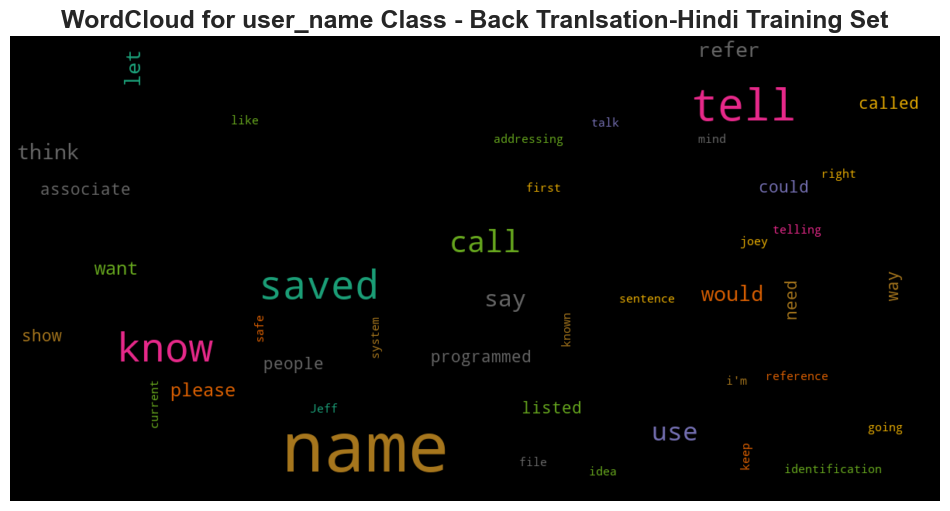 WordCloud for user_name Class - Back Tranlsation-Hindi Training Set
refer
let
tell
called
like
talk
addressing
mind
think
right
associate
first
could
telling
joey
call
want
saved
way
need
say
would
sentence
show
safe
system
known
know
people
programmed
i'm
reference
please
current
Jeff
listed
name
use
going
file
idea
keep
identification